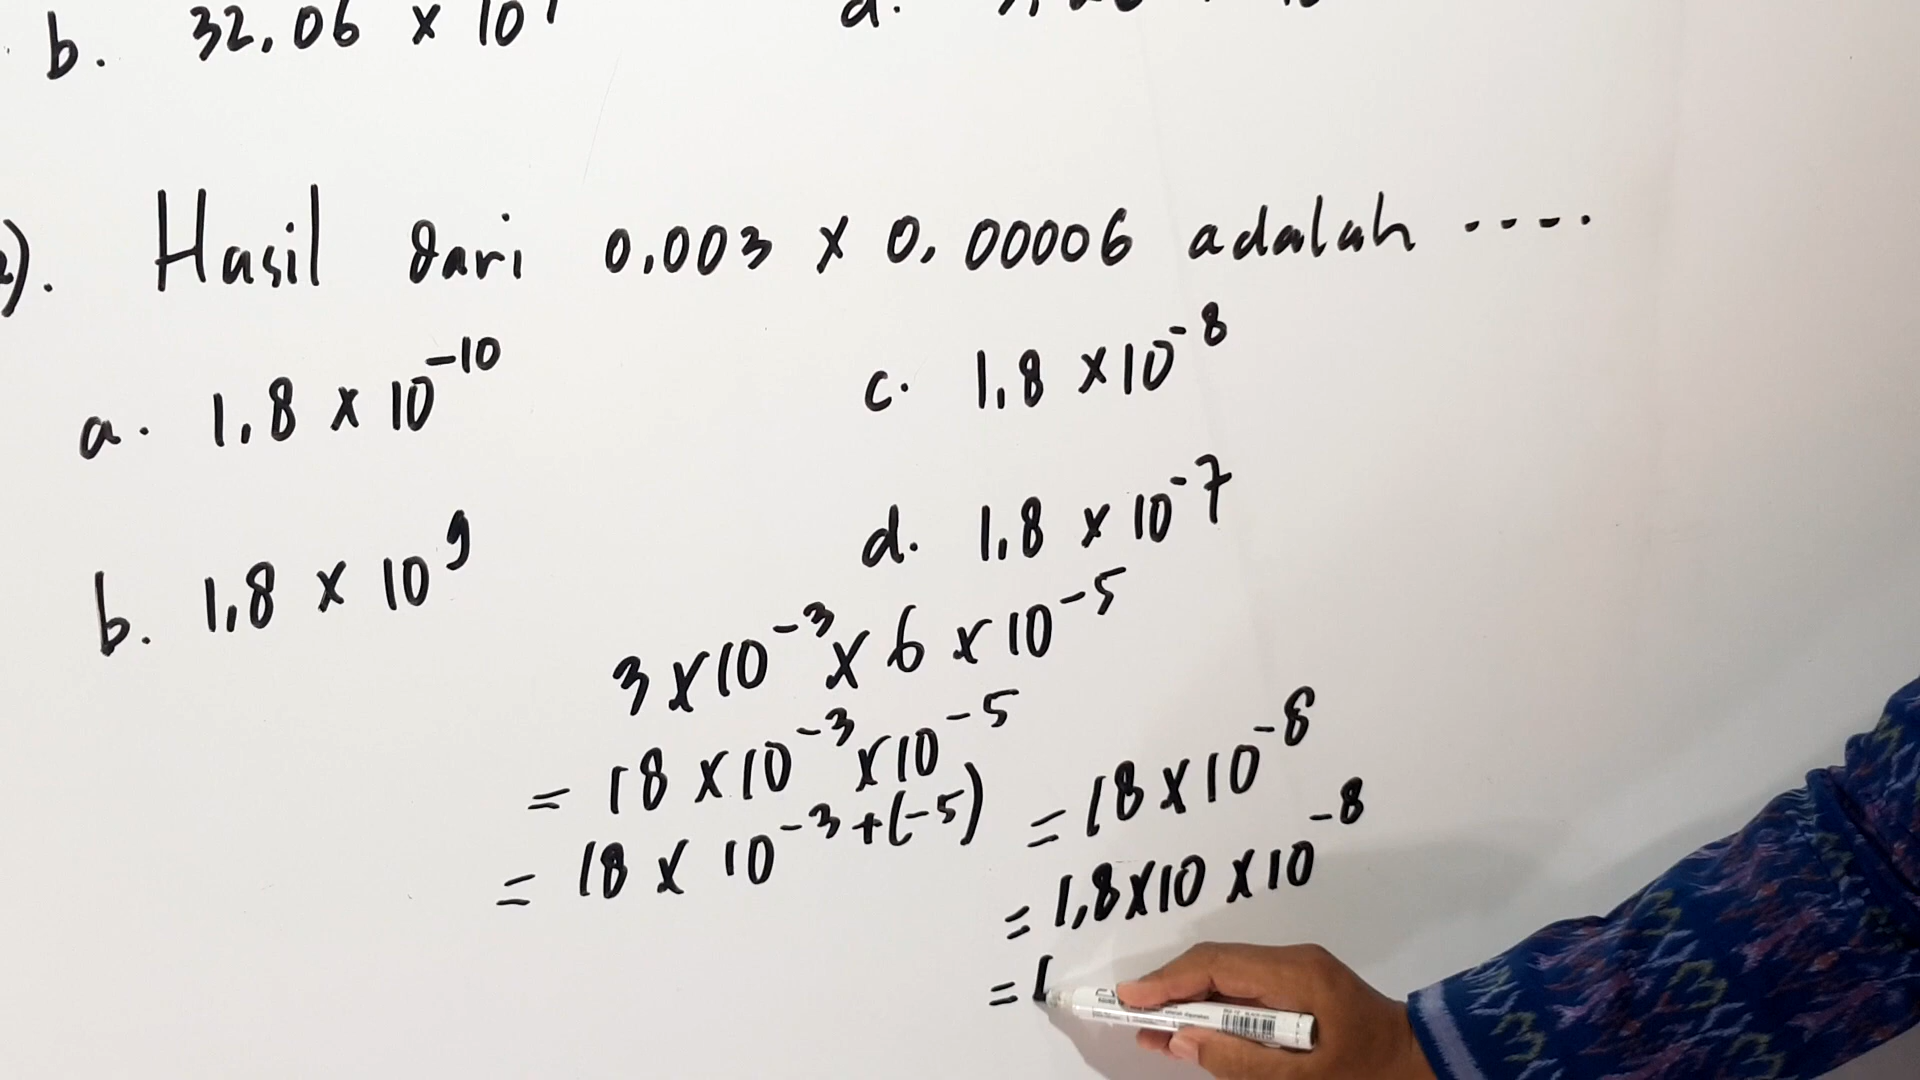 b. 32.06 × 10
d.
). Hasil dari 0.003 × 0.00006 adalah ....
a. 1.8 × 10⁻¹⁰
c. 1.8 × 10⁻⁸
b. 1,8 × 10⁹
d. 1.8 × 10⁻⁷
3 × 10⁻³ × 6 × 10⁻⁵
= 18 × 10⁻³ × 10⁻⁵
= 18 × 10⁻³⁺⁽⁻⁵⁾
= 18 × 10⁻⁸
= 1,8 × 10 × 10⁻⁸
= 1